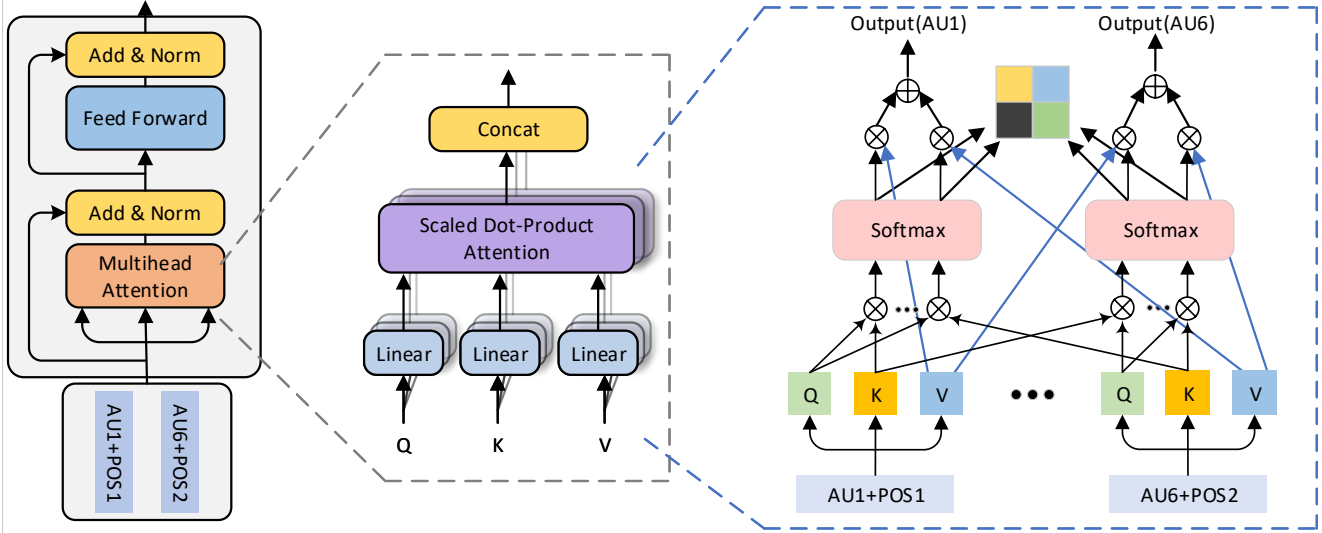 Add & Norm
Feed Forward
Add & Norm
Multihead
Attention
AU1+POS1
AU6+POS2
Concat
Scaled Dot-Product
Attention
Linear
Linear
Linear
Q
K
V
Output(AU1)
Output(AU6)
Softmax
Softmax
Q
K
V
Q
K
V
AU1+POS1
AU6+POS2